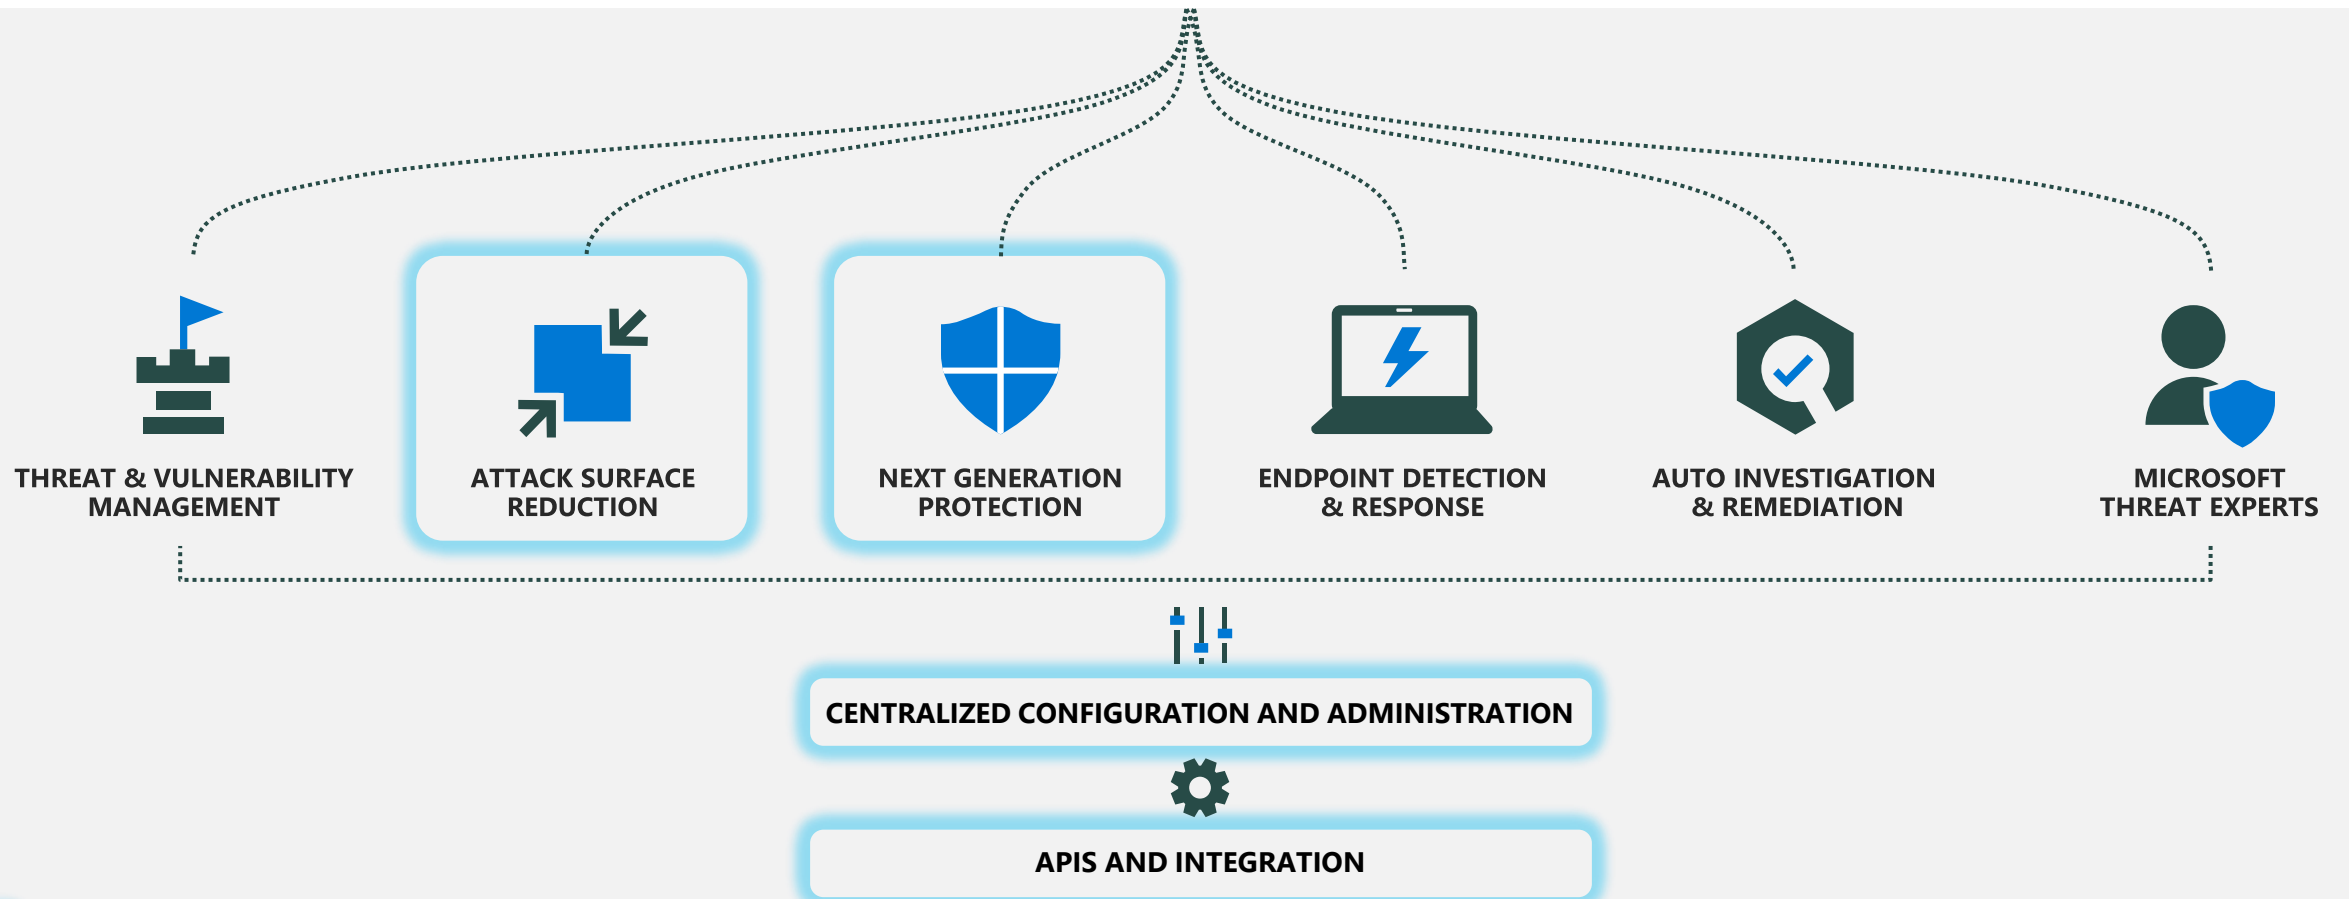 THREAT & VULNERABILITY
MANAGEMENT
ATTACK SURFACE
REDUCTION
NEXT GENERATION
PROTECTION
ENDPOINT DETECTION
& RESPONSE
AUTO INVESTIGATION
& REMEDIATION
MICROSOFT
THREAT EXPERTS
CENTRALIZED CONFIGURATION AND ADMINISTRATION
APIS AND INTEGRATION